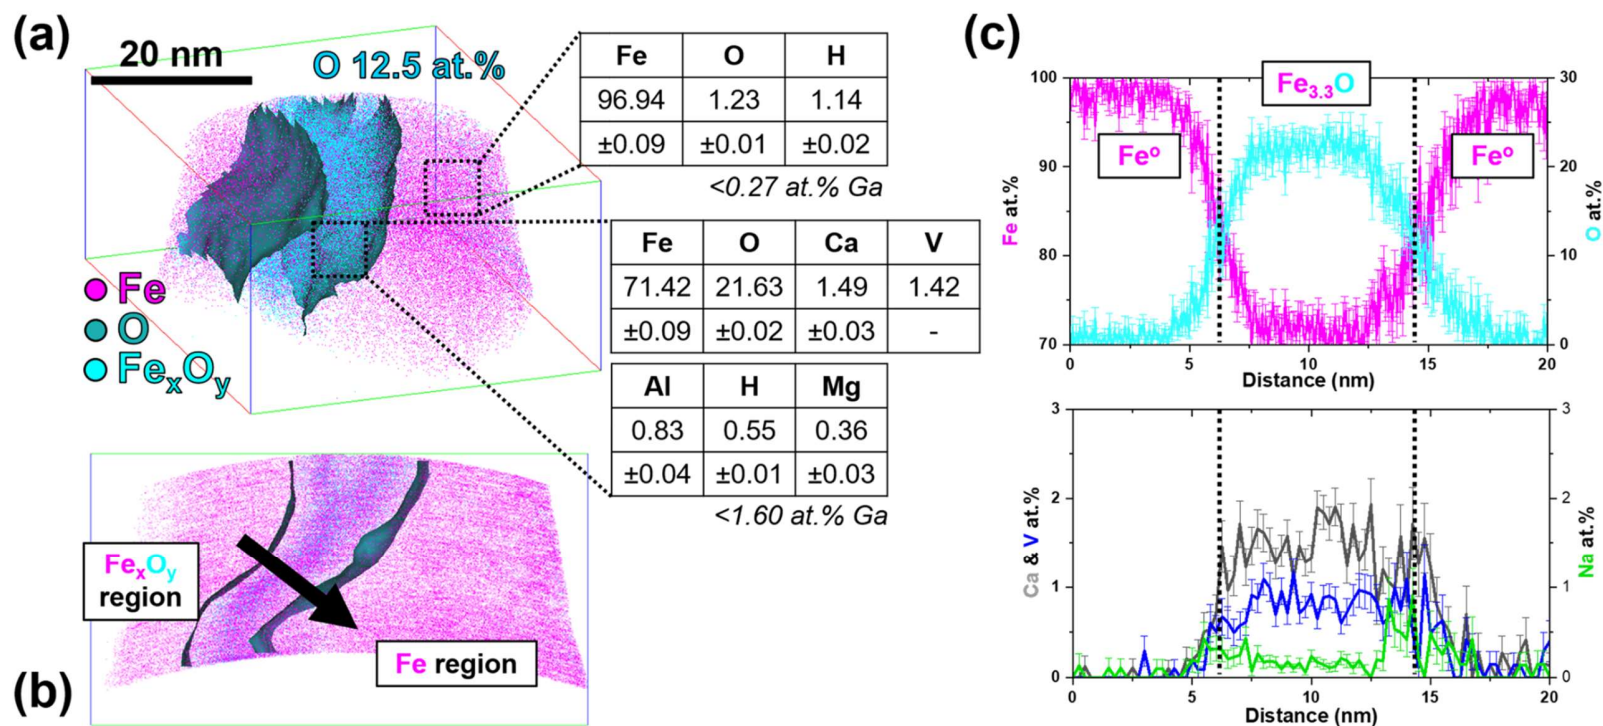 (a)
20 nm
O 12.5 at.%
Fe
O
Fe_xO_y
Fe O H
96.94 1.23 1.14
±0.09 ±0.01 ±0.02
<0.27 at.% Ga
Fe O Ca V
71.42 21.63 1.49 1.42
±0.09 ±0.02 ±0.03 -
Al H Mg
0.83 0.55 0.36
±0.04 ±0.01 ±0.03
<1.60 at.% Ga
(b)
Fe_xO_y
region
Fe region
(c)
Fe_3.3O
Fe⁰
Fe⁰
100
90
80
70
Fe at.%
30
20
10
0
O at.%
0 5 10 15 20
Distance (nm)
3
2
1
0
Ca & V at.%
3
2
1
0
Na at.%
0 5 10 15 20
Distance (nm)